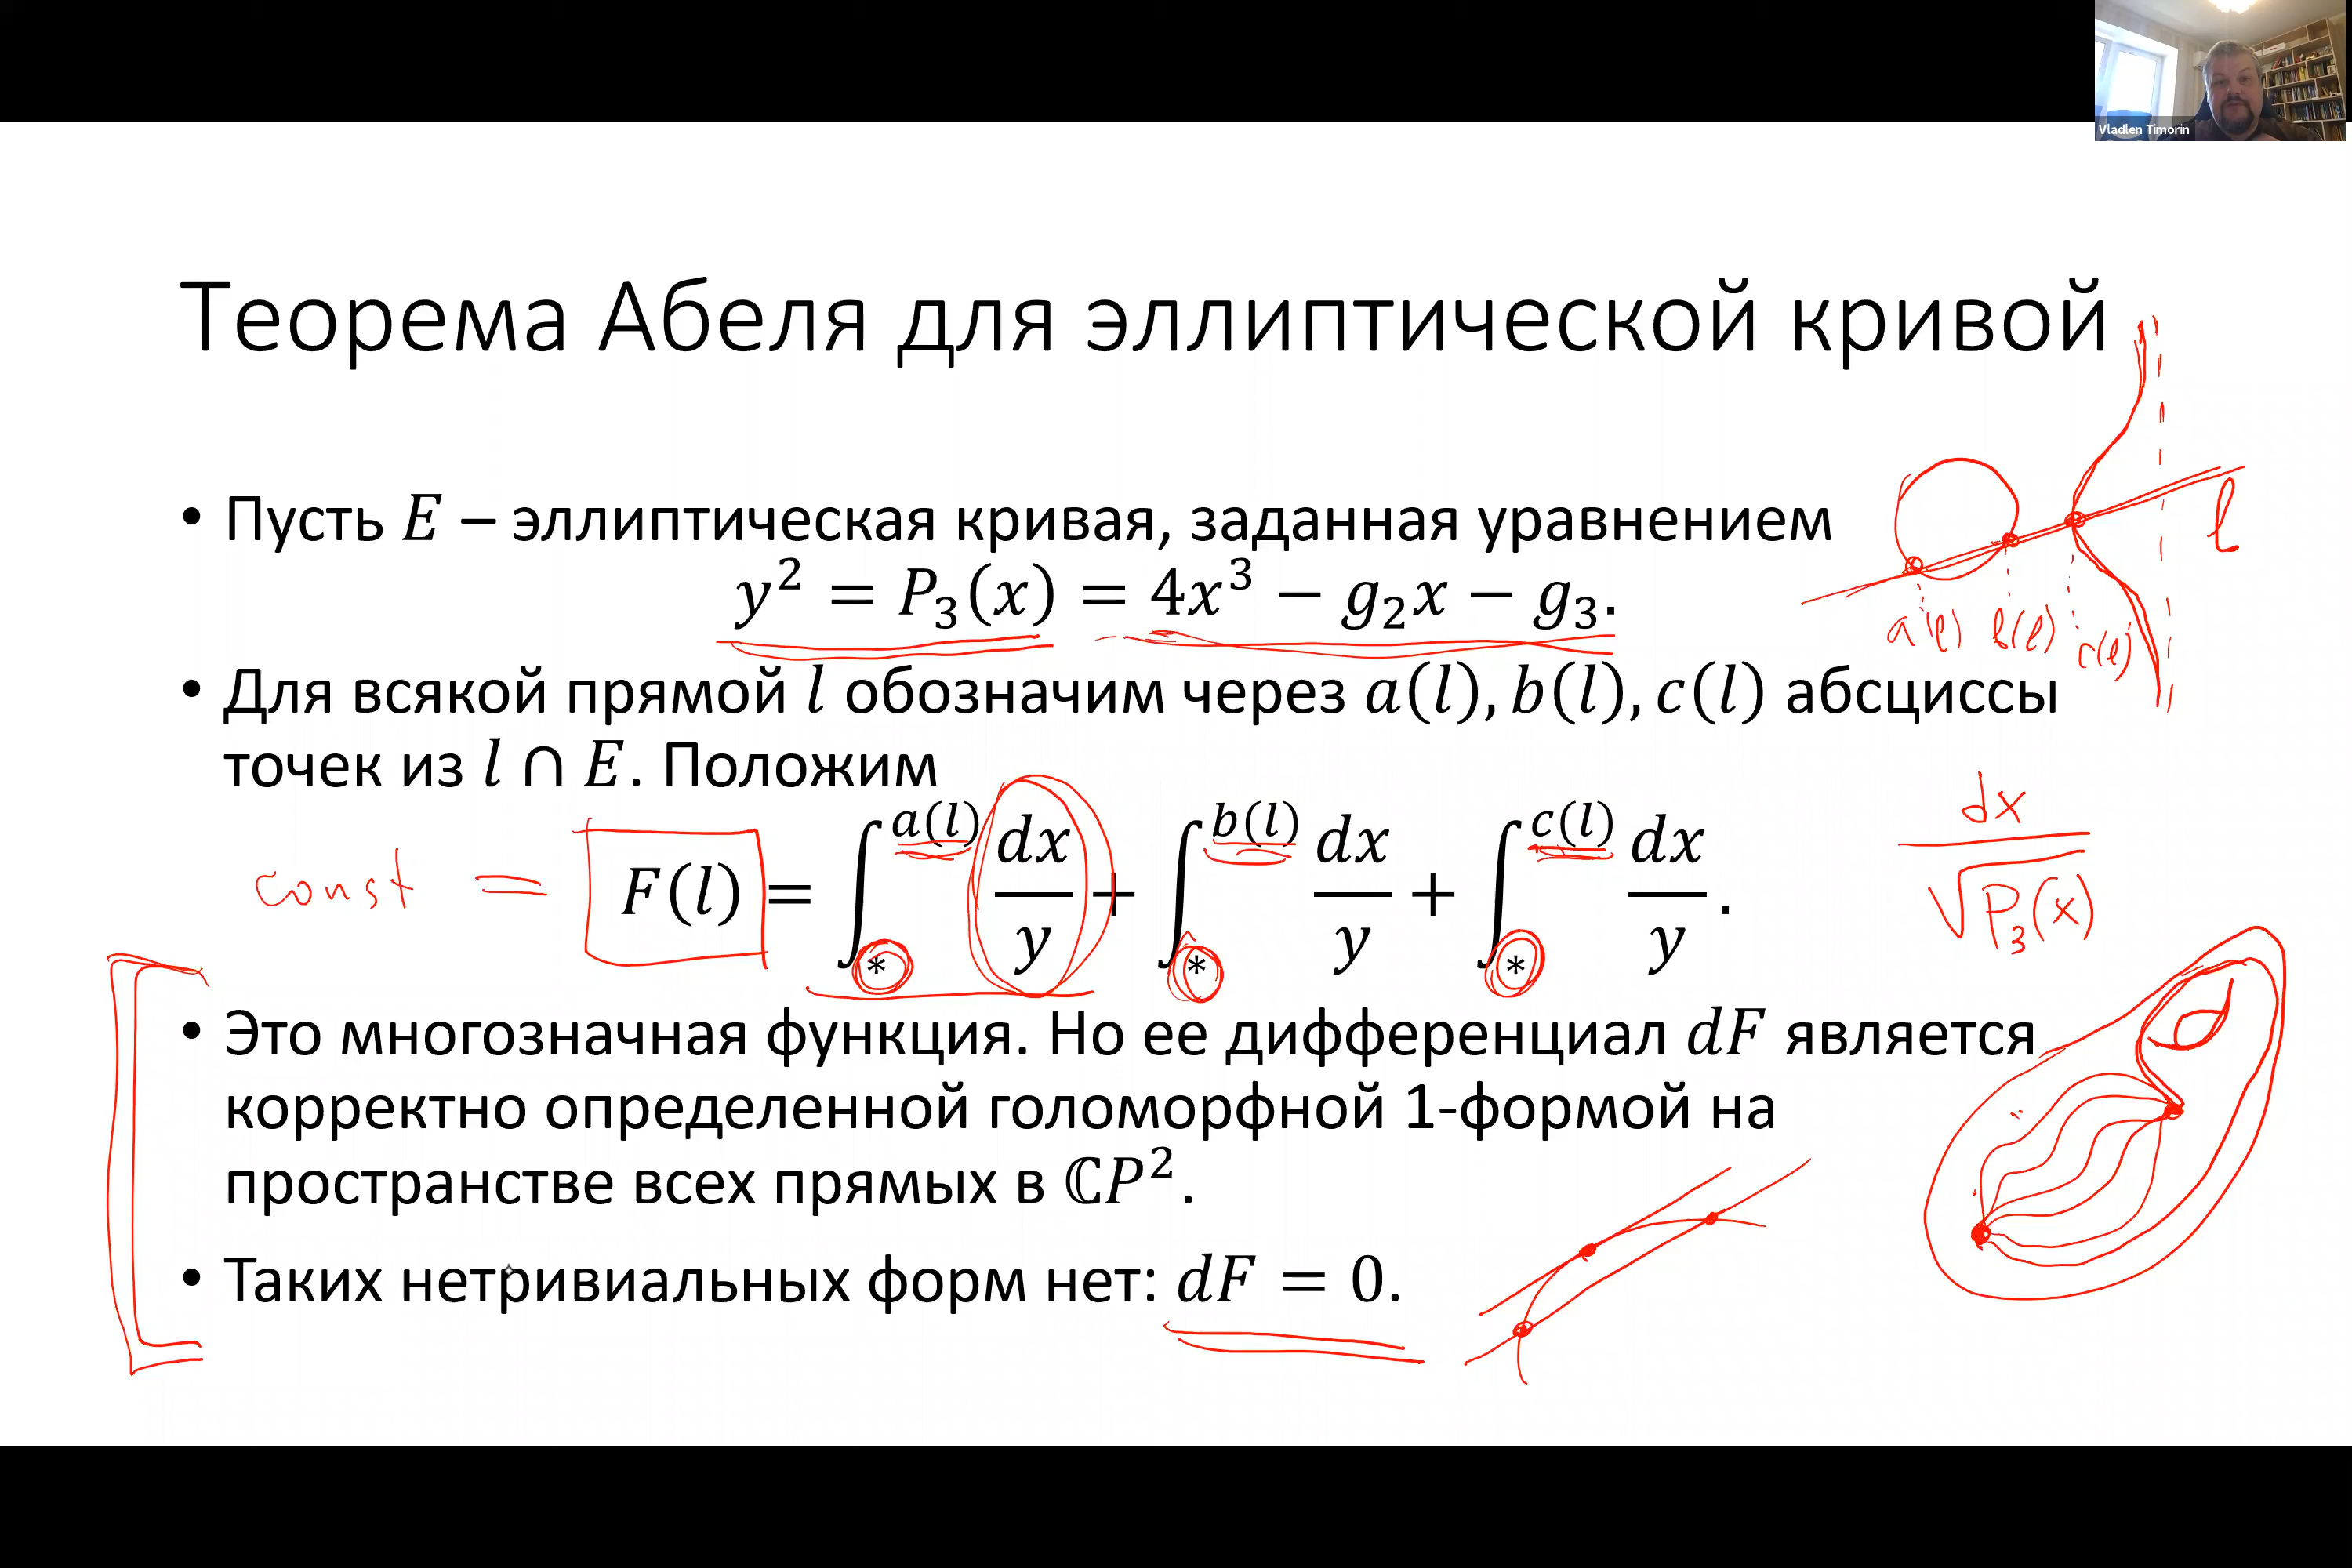 Vladlen Timorin
Теорема Абеля для эллиптической кривой
• Пусть E – эллиптическая кривая, заданная уравнением
y² = P₃(x) = 4x³ − g₂x − g₃.
l
a(l) b(l) c(l)
• Для всякой прямой l обозначим через a(l), b(l), c(l) абсциссы
точек из l ∩ E. Положим
const = F(l) = ∫_*^{a(l)} dx/y + ∫_*^{b(l)} dx/y + ∫_*^{c(l)} dx/y.
dx/√P₃(x)
• Это многозначная функция. Но ее дифференциал dF является
корректно определенной голоморфной 1-формой на
пространстве всех прямых в ℂP².
• Таких нетривиальных форм нет: dF = 0.